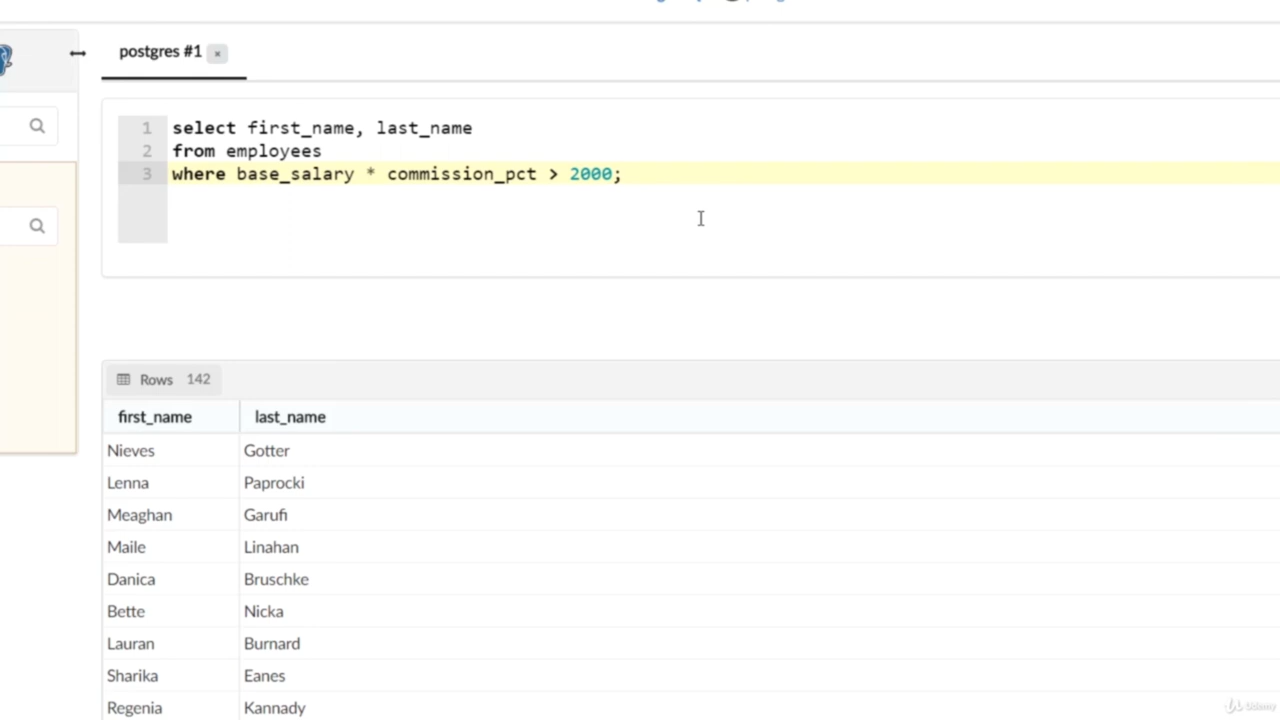 postgres #1 ×
1 select first_name, last_name
2 from employees
3 where base_salary * commission_pct > 2000;
Rows 142
first_name last_name
Nieves Gotter
Lenna Paprocki
Meaghan Garufi
Maile Linahan
Danica Bruschke
Bette Nicka
Lauran Burnard
Sharika Eanes
Regenia Kannady
Udemy